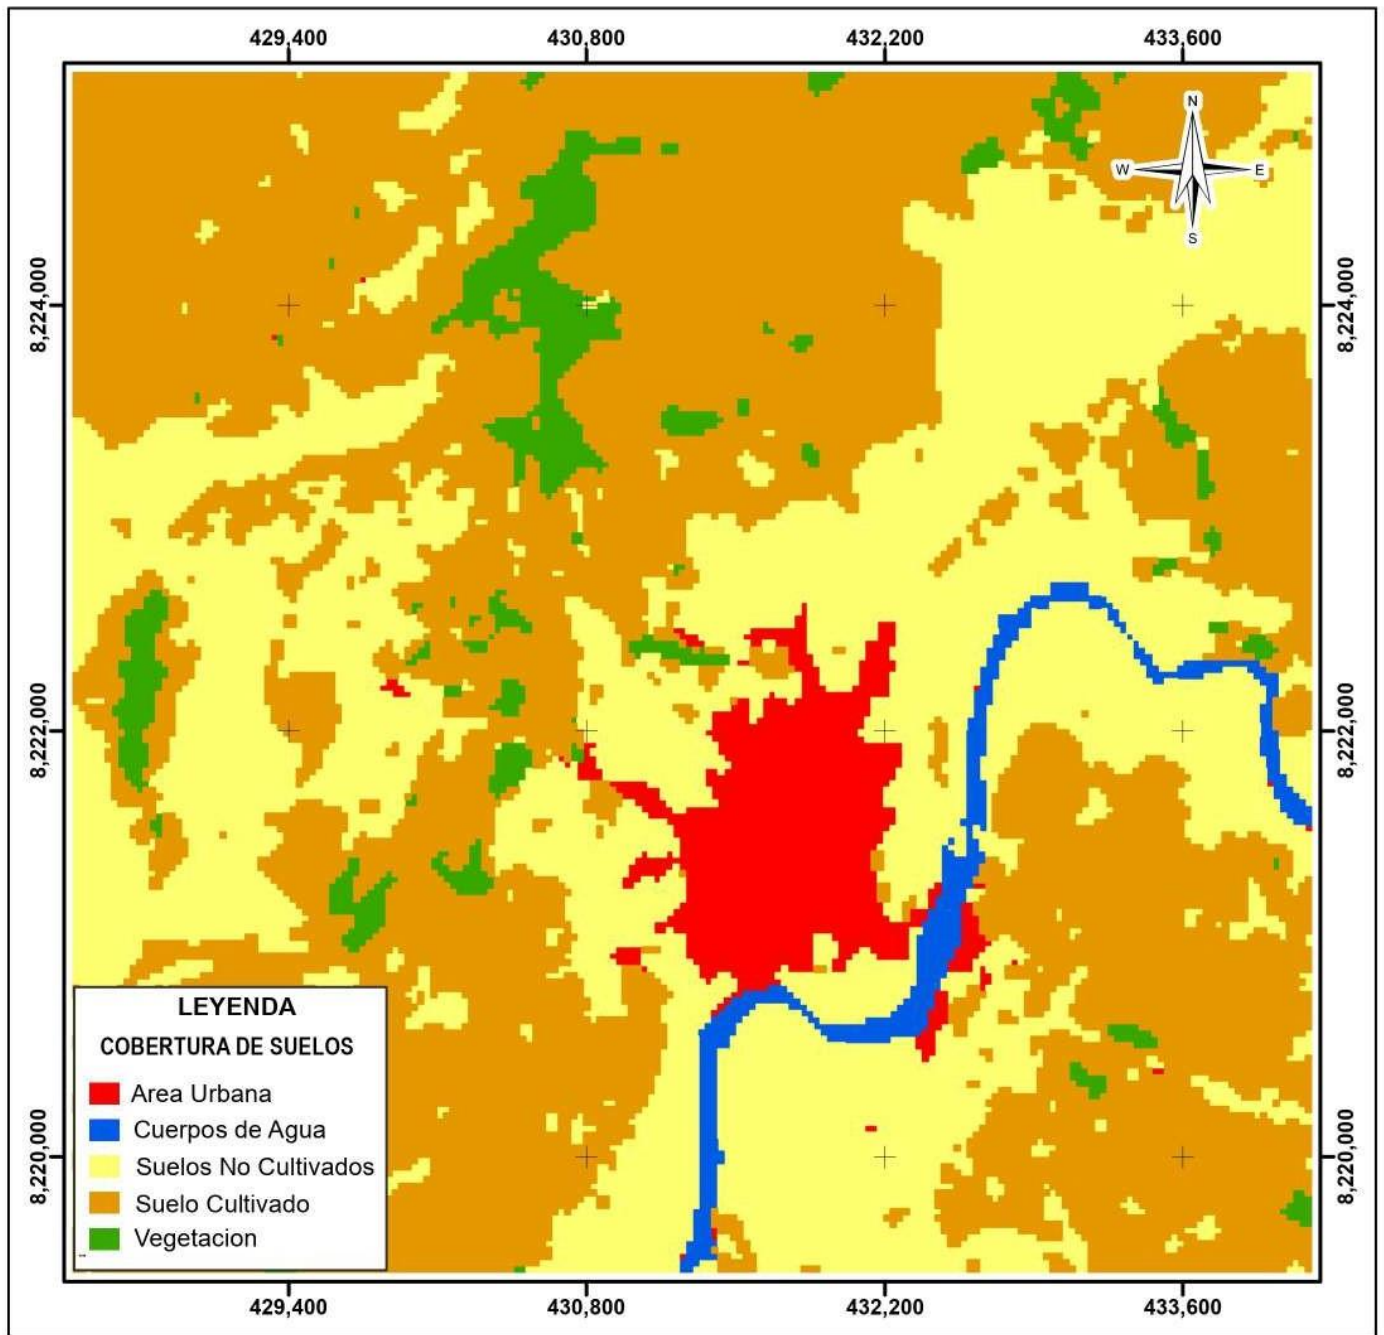 429,400 430,800 432,200 433,600
N
W E
S
8,224,000 8,224,000
8,222,000 8,222,000
8,220,000 8,220,000
LEYENDA
COBERTURA DE SUELOS
Area Urbana
Cuerpos de Agua
Suelos No Cultivados
Suelo Cultivado
Vegetacion
429,400 430,800 432,200 433,600